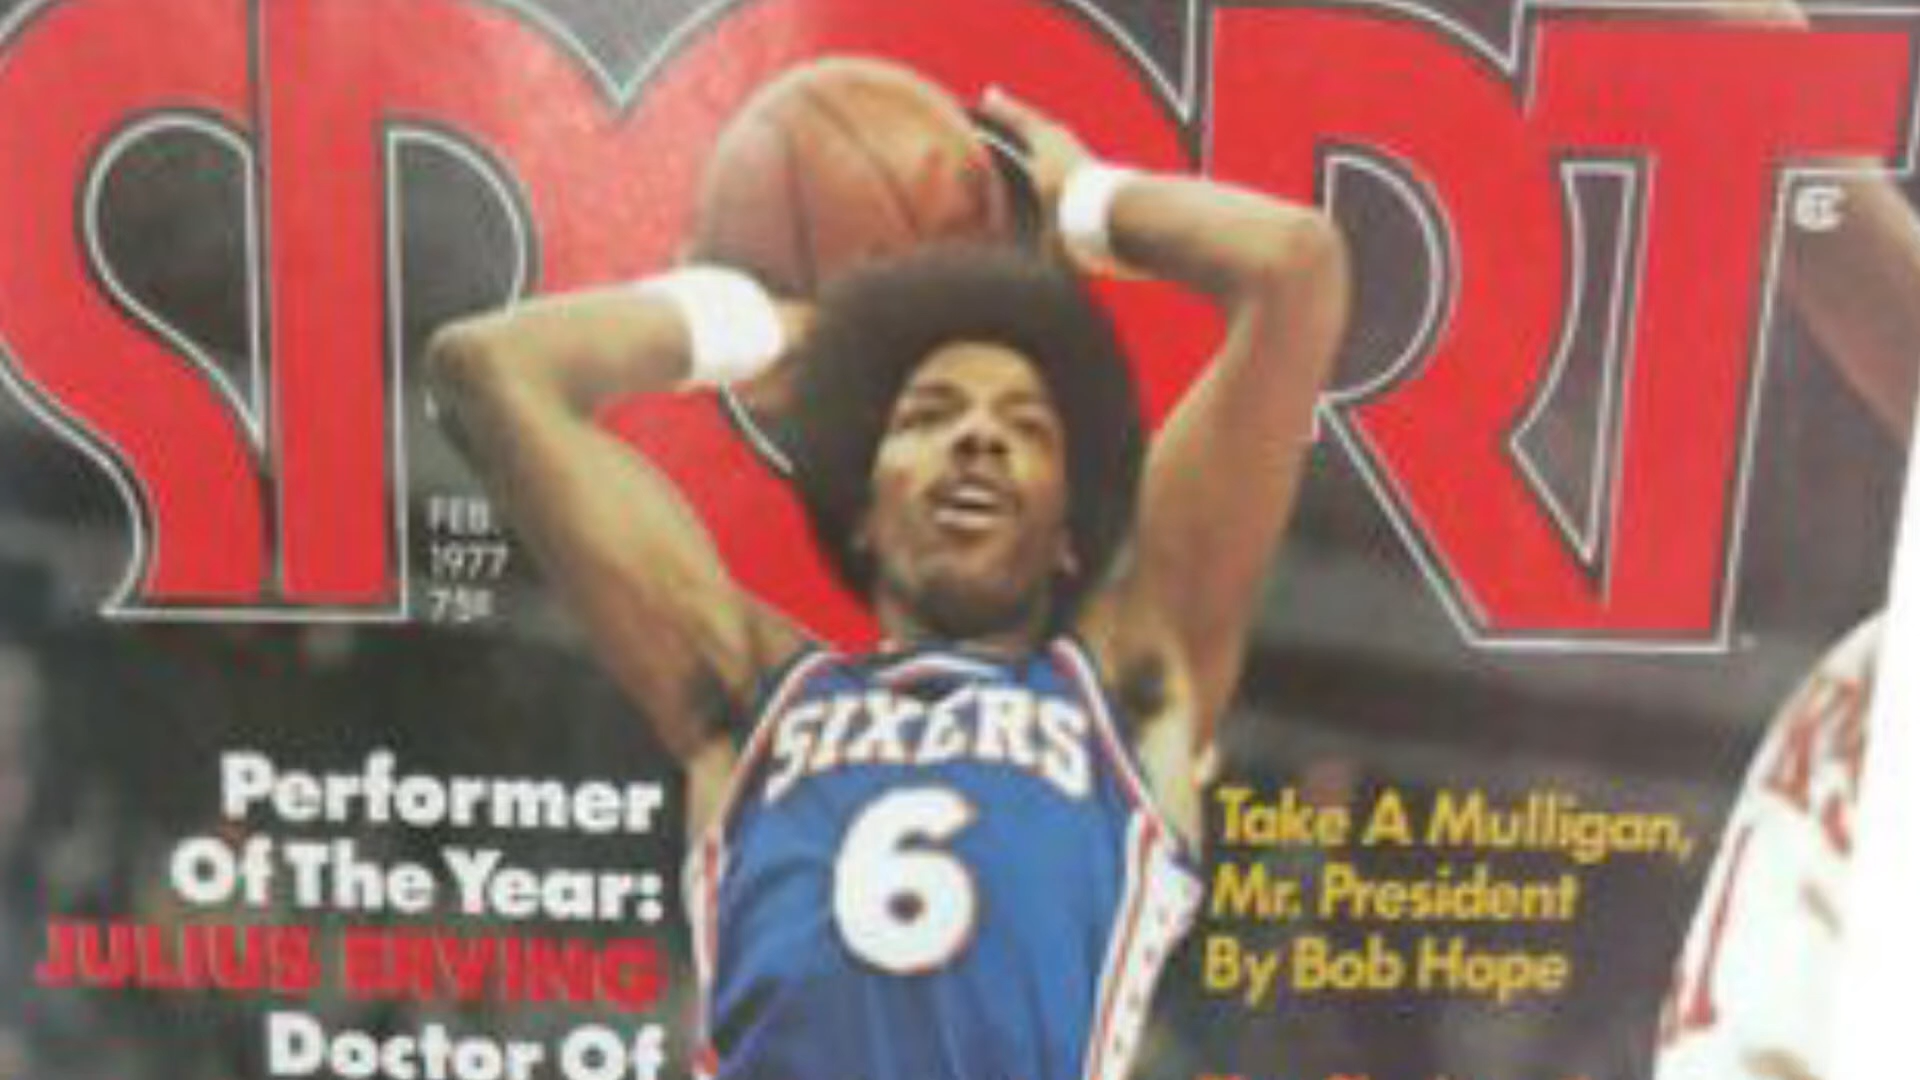 SPORT
FEB.
1977
75¢
Performer
Of The Year:
JULIUS ERVING
Doctor Of
SIXERS
6
Take A Mulligan,
Mr. President
By Bob Hope